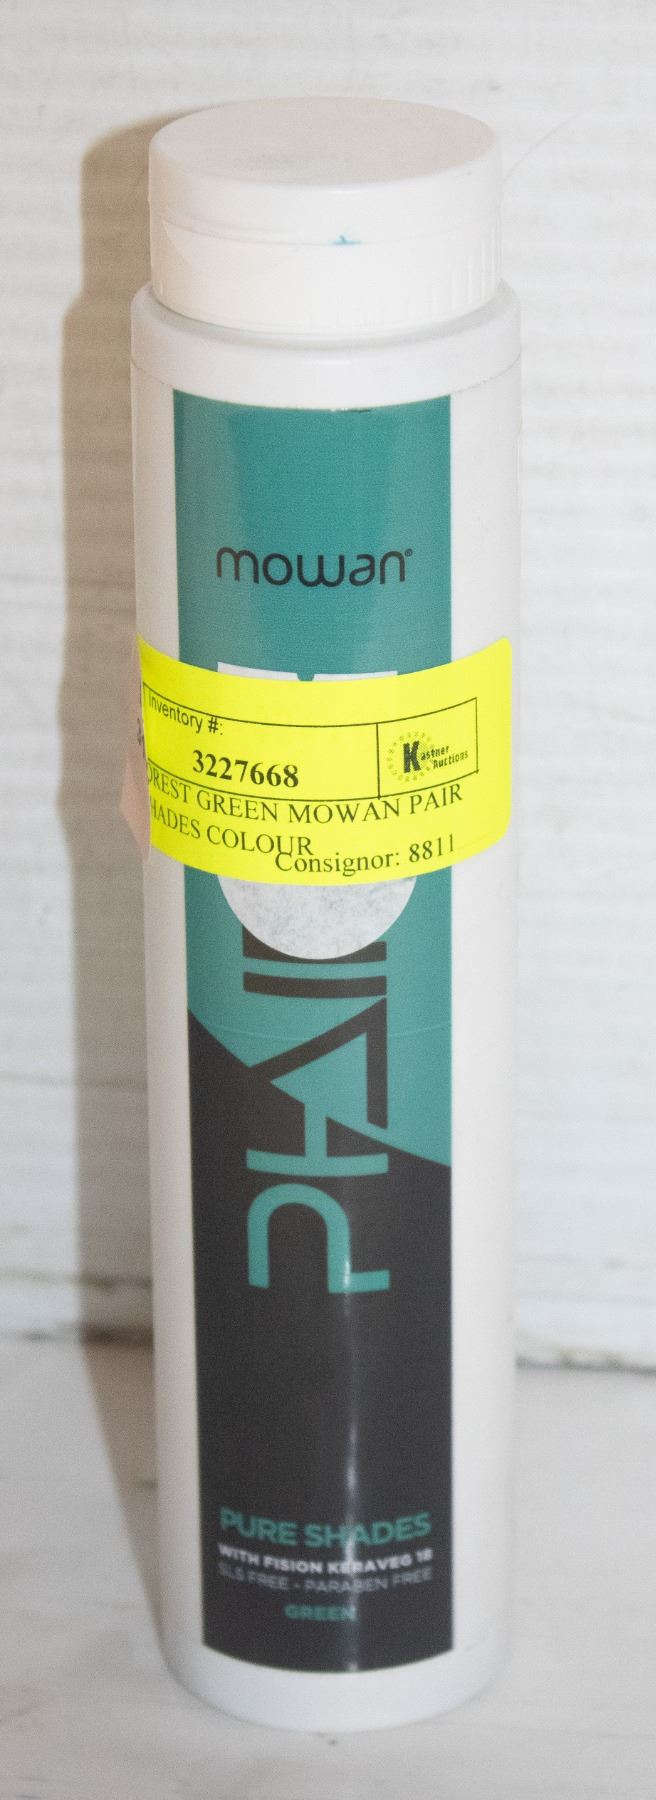 mowan®
Inventory #:
3227668
Kastner
Auctions
OREST GREEN MOWAN PAIR
HADES COLOUR
Consignor: 8811
PURE SHADES
WITH FISION KERAVEG 18
SLS FREE - PARABEN FREE
GREEN